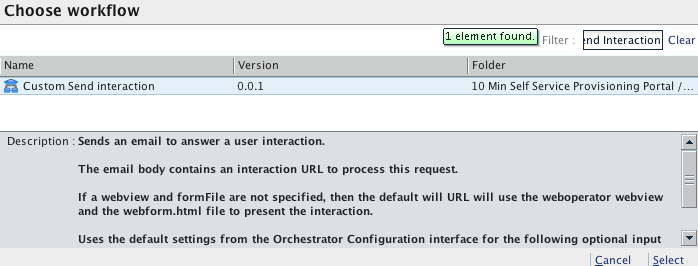 Choose workflow
1 element found.
Filter : end Interaction Clear
Name Version Folder
Custom Send interaction 0.0.1 10 Min Self Service Provisioning Portal /...
Description : Sends an email to answer a user interaction.
The email body contains an interaction URL to process this request.
If a webview and formFile are not specified, then the default will URL will use the weboperator webview
and the webform.html file to present the interaction.
Uses the default settings from the Orchestrator Configuration interface for the following optional input
Cancel Select